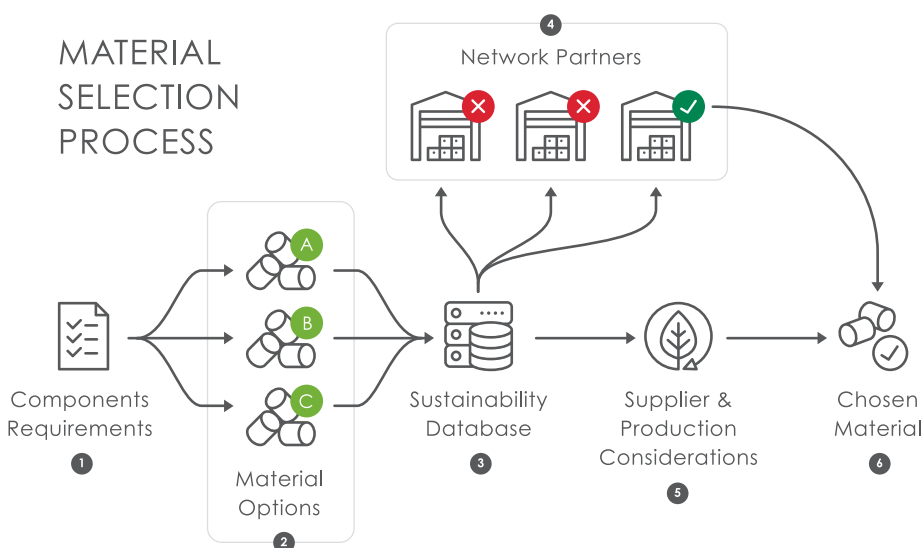 MATERIAL
SELECTION
PROCESS
4
Network Partners
A
B
C
Components
Requirements
1
Material
Options
2
Sustainability
Database
3
Supplier &
Production
Considerations
5
Chosen
Material
6